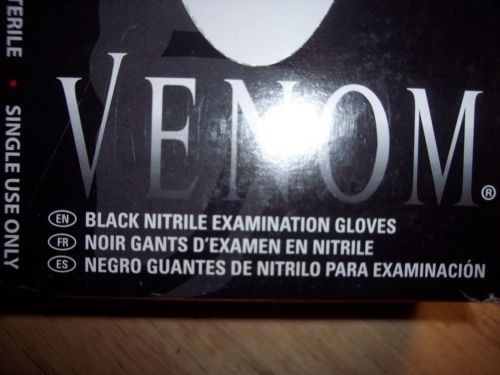 VENOM®
EN BLACK NITRILE EXAMINATION GLOVES
FR NOIR GANTS D'EXAMEN EN NITRILE
ES NEGRO GUANTES DE NITRILO PARA EXAMINACIÓN
TERILE • SINGLE USE ONLY